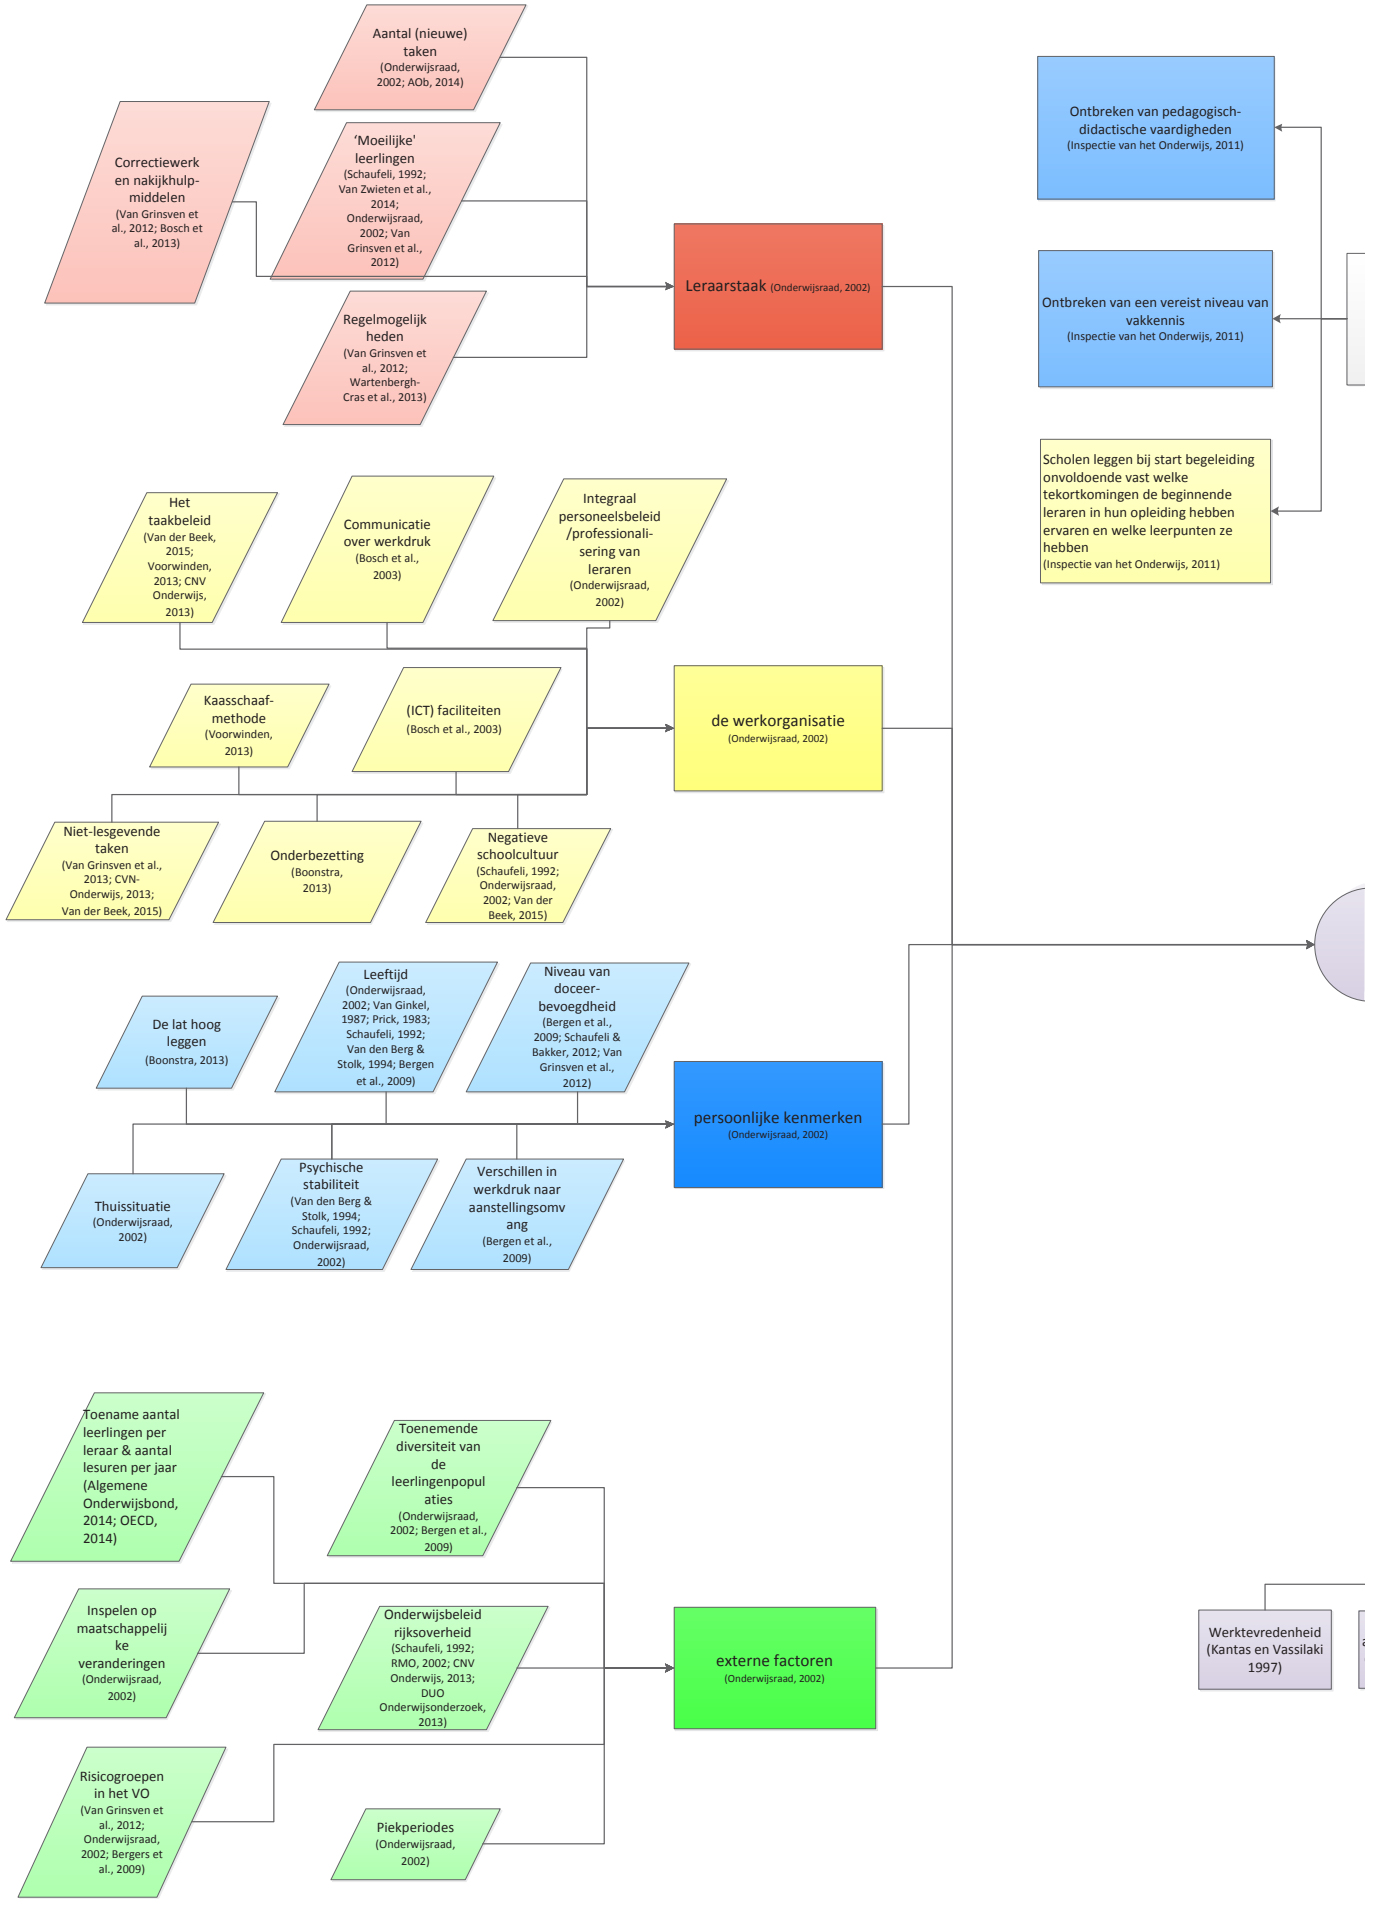 Aantal (nieuwe)
taken
(Onderwijsraad,
2002; AOb, 2014)
Correctiewerk
en nakijkhulp-
middelen
(Van Grinsven et
al., 2012; Bosch et
al., 2013)
‘Moeilijke'
leerlingen
(Schaufeli, 1992;
Van Zwieten et al.,
2014;
Onderwijsraad,
2002; Van
Grinsven et al.,
2012)
Regelmogelijk
heden
(Van Grinsven et
al., 2012;
Wartenbergh-
Cras et al., 2013)
Leraarstaak (Onderwijsraad, 2002)
Ontbreken van pedagogisch-
didactische vaardigheden
(Inspectie van het Onderwijs, 2011)
Ontbreken van een vereist niveau van
vakkennis
(Inspectie van het Onderwijs, 2011)
Scholen leggen bij start begeleiding
onvoldoende vast welke
tekortkomingen de beginnende
leraren in hun opleiding hebben
ervaren en welke leerpunten ze
hebben
(Inspectie van het Onderwijs, 2011)
Het
taakbeleid
(Van der Beek,
2015;
Voorwinden,
2013; CNV
Onderwijs,
2013)
Communicatie
over werkdruk
(Bosch et al.,
2003)
Integraal
personeelsbeleid
/professionali-
sering van
leraren
(Onderwijsraad,
2002)
Kaasschaaf-
methode
(Voorwinden,
2013)
(ICT) faciliteiten
(Bosch et al., 2003)
de werkorganisatie
(Onderwijsraad, 2002)
Niet-lesgevende
taken
(Van Grinsven et al.,
2013; CVN-
Onderwijs, 2013;
Van der Beek, 2015)
Onderbezetting
(Boonstra,
2013)
Negatieve
schoolcultuur
(Schaufeli, 1992;
Onderwijsraad,
2002; Van der
Beek, 2015)
De lat hoog
leggen
(Boonstra, 2013)
Leeftijd
(Onderwijsraad,
2002; Van Ginkel,
1987; Prick, 1983;
Schaufeli, 1992;
Van den Berg &
Stolk, 1994; Bergen
et al., 2009)
Niveau van
doceer-
bevoegdheid
(Bergen et al.,
2009; Schaufeli &
Bakker, 2012; Van
Grinsven et al.,
2012)
persoonlijke kenmerken
(Onderwijsraad, 2002)
Thuissituatie
(Onderwijsraad,
2002)
Psychische
stabiliteit
(Van den Berg &
Stolk, 1994;
Schaufeli, 1992;
Onderwijsraad,
2002)
Verschillen in
werkdruk naar
aanstellingsomv
ang
(Bergen et al.,
2009)
Toename aantal
leerlingen per
leraar & aantal
lesuren per jaar
(Algemene
Onderwijsbond,
2014; OECD,
2014)
Toenemende
diversiteit van
de
leerlingenpopul
aties
(Onderwijsraad,
2002; Bergen et al.,
2009)
Inspelen op
maatschappelij
ke
veranderingen
(Onderwijsraad,
2002)
Onderwijsbeleid
rijksoverheid
(Schaufeli, 1992;
RMO, 2002; CNV
Onderwijs, 2013;
DUO
Onderwijsonderzoek,
2013)
externe factoren
(Onderwijsraad, 2002)
Werktevredenheid
(Kantas en Vassilaki
1997)
Risicogroepen
in het VO
(Van Grinsven et
al., 2012;
Onderwijsraad,
2002; Bergers et
al., 2009)
Piekperiodes
(Onderwijsraad,
2002)